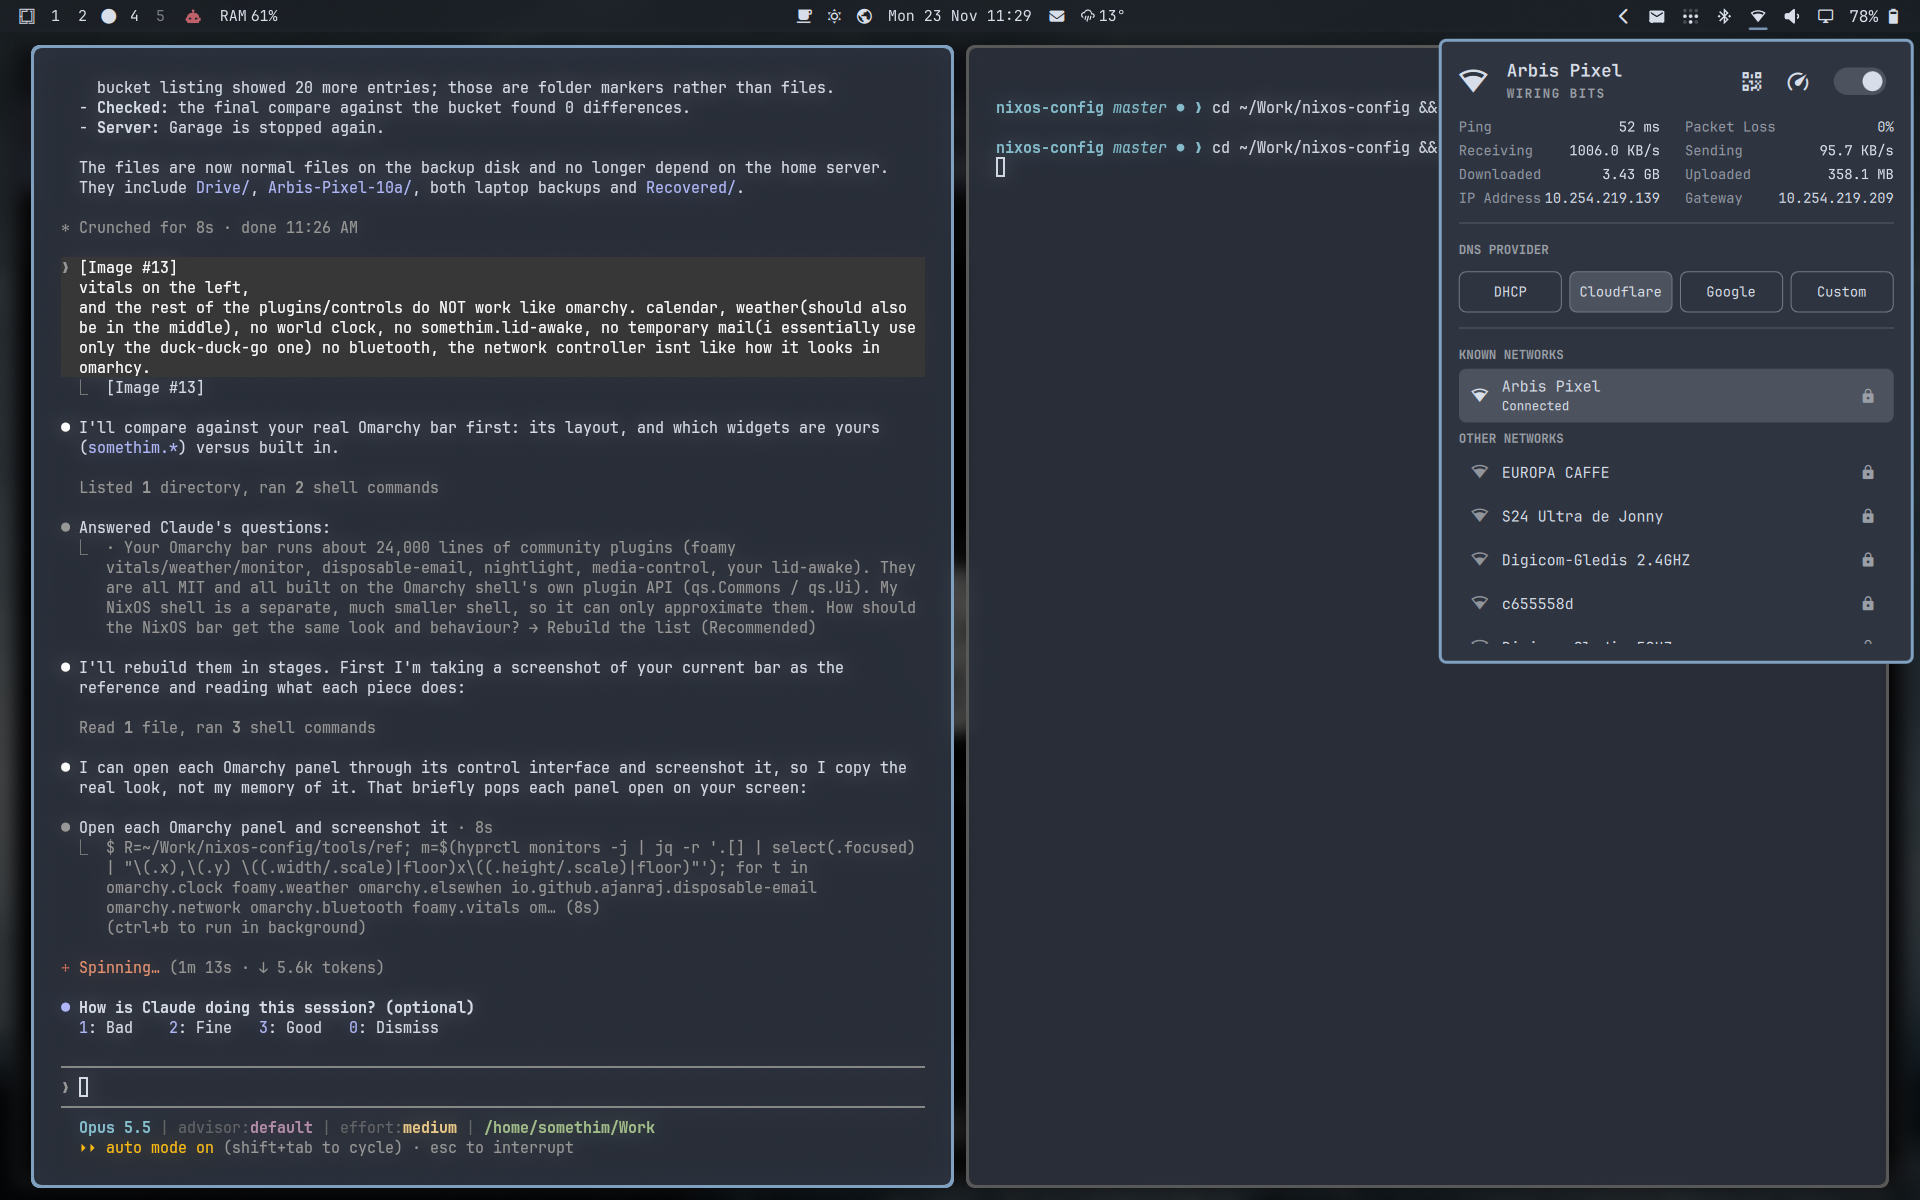 1 2 4 5 RAM 61%
Mon 23 Nov 11:29 13°
78%
bucket listing showed 20 more entries; those are folder markers rather than files.
- Checked: the final compare against the bucket found 0 differences.
- Server: Garage is stopped again.
The files are now normal files on the backup disk and no longer depend on the home server.
They include Drive/, Arbis-Pixel-10a/, both laptop backups and Recovered/.
* Crunched for 8s · done 11:26 AM
❯ [Image #13]
vitals on the left,
and the rest of the plugins/controls do NOT work like omarchy. calendar, weather(should also
be in the middle), no world clock, no somethim.lid-awake, no temporary mail(i essentially use
only the duck-duck-go one) no bluetooth, the network controller isnt like how it looks in
omarhcy.
⎿ [Image #13]
● I'll compare against your real Omarchy bar first: its layout, and which widgets are yours
(somethim.*) versus built in.
Listed 1 directory, ran 2 shell commands
● Answered Claude's questions:
⎿ · Your Omarchy bar runs about 24,000 lines of community plugins (foamy
vitals/weather/monitor, disposable-email, nightlight, media-control, your lid-awake). They
are all MIT and all built on the Omarchy shell's own plugin API (qs.Commons / qs.Ui). My
NixOS shell is a separate, much smaller shell, so it can only approximate them. How should
the NixOS bar get the same look and behaviour? → Rebuild the list (Recommended)
● I'll rebuild them in stages. First I'm taking a screenshot of your current bar as the
reference and reading what each piece does:
Read 1 file, ran 3 shell commands
● I can open each Omarchy panel through its control interface and screenshot it, so I copy the
real look, not my memory of it. That briefly pops each panel open on your screen:
● Open each Omarchy panel and screenshot it · 8s
⎿ $ R=~/Work/nixos-config/tools/ref; m=$(hyprctl monitors -j | jq -r '.[] | select(.focused)
| "\(.x),\(.y) \((.width/.scale)|floor)x\((.height/.scale)|floor)"'); for t in
omarchy.clock foamy.weather omarchy.elsewhen io.github.ajanraj.disposable-email
omarchy.network omarchy.bluetooth foamy.vitals om… (8s)
(ctrl+b to run in background)
+ Spinning… (1m 13s · ↓ 5.6k tokens)
● How is Claude doing this session? (optional)
1: Bad 2: Fine 3: Good 0: Dismiss
❯
Opus 5.5 | advisor:default | effort:medium | /home/somethim/Work
⏵⏵ auto mode on (shift+tab to cycle) · esc to interrupt
nixos-config master ● ❯ cd ~/Work/nixos-config &&
nixos-config master ● ❯ cd ~/Work/nixos-config &&
Arbis Pixel
WIRING BITS
Ping 52 ms Packet Loss 0%
Receiving 1006.0 KB/s Sending 95.7 KB/s
Downloaded 3.43 GB Uploaded 358.1 MB
IP Address 10.254.219.139 Gateway 10.254.219.209
DNS PROVIDER
DHCP Cloudflare Google Custom
KNOWN NETWORKS
Arbis Pixel
Connected
OTHER NETWORKS
EUROPA CAFFE
S24 Ultra de Jonny
Digicom-Gledis 2.4GHZ
c655558d